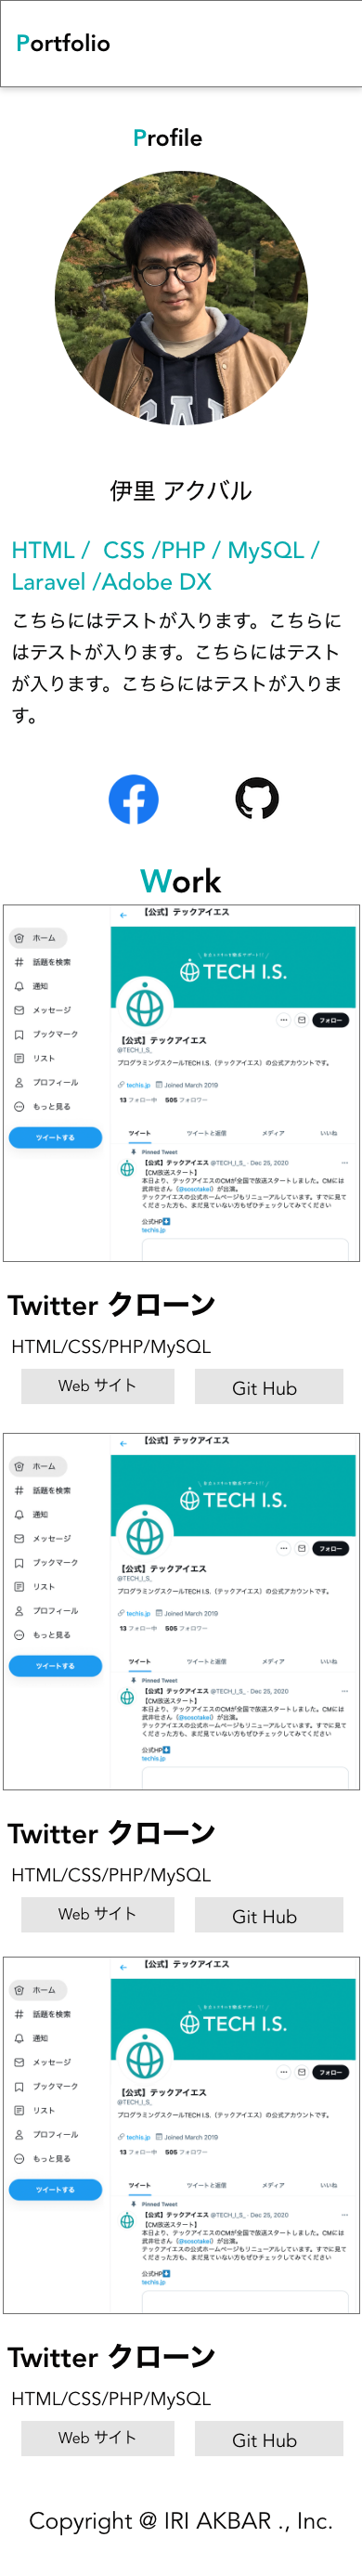 Portfolio
Profile
伊里 アクバル
HTML /  CSS /PHP / MySQL /
Laravel /Adobe DX
こちらにはテストが入ります。こちらに
はテストが入ります。こちらにはテスト
が入ります。こちらにはテストが入りま
す。
Work
【公式】テックアイエス
ホーム
話題を検索
通知
メッセージ
ブックマーク
リスト
プロフィール
もっと見る
ツイートする
TECH I.S.
フォロー
【公式】テックアイエス
@TECH_I_S_
プログラミングスクールTECH I.S.（テックアイエス）の公式アカウントです。
techis.jp Joined March 2019
13 フォロー中 505 フォロワー
ツイート ツイートと返信 メディア いいね
Pinned Tweet
【公式】テックアイエス @TECH_I_S_ · Dec 25, 2020
【CM放送スタート】
本日より、テックアイエスのCMが全国で放送スタートしました。CMには
武井壮さん（@sosotakei）が出演。
テックアイエスの公式ホームページもリニューアルしています。すでに見て
くださった方も、まだ見ていない方もぜひチェックしてみてください
公式HP
techis.jp
Twitter クローン
HTML/CSS/PHP/MySQL
Web サイト
Git Hub
【公式】テックアイエス
ホーム
話題を検索
通知
メッセージ
ブックマーク
リスト
プロフィール
もっと見る
ツイートする
TECH I.S.
フォロー
【公式】テックアイエス
@TECH_I_S_
プログラミングスクールTECH I.S.（テックアイエス）の公式アカウントです。
techis.jp Joined March 2019
13 フォロー中 505 フォロワー
ツイート ツイートと返信 メディア いいね
Pinned Tweet
【公式】テックアイエス @TECH_I_S_ · Dec 25, 2020
【CM放送スタート】
本日より、テックアイエスのCMが全国で放送スタートしました。CMには
武井壮さん（@sosotakei）が出演。
テックアイエスの公式ホームページもリニューアルしています。すでに見て
くださった方も、まだ見ていない方もぜひチェックしてみてください
公式HP
techis.jp
Twitter クローン
HTML/CSS/PHP/MySQL
Web サイト
Git Hub
【公式】テックアイエス
ホーム
話題を検索
通知
メッセージ
ブックマーク
リスト
プロフィール
もっと見る
ツイートする
TECH I.S.
フォロー
【公式】テックアイエス
@TECH_I_S_
プログラミングスクールTECH I.S.（テックアイエス）の公式アカウントです。
techis.jp Joined March 2019
13 フォロー中 505 フォロワー
ツイート ツイートと返信 メディア いいね
Pinned Tweet
【公式】テックアイエス @TECH_I_S_ · Dec 25, 2020
【CM放送スタート】
本日より、テックアイエスのCMが全国で放送スタートしました。CMには
武井壮さん（@sosotakei）が出演。
テックアイエスの公式ホームページもリニューアルしています。すでに見て
くださった方も、まだ見ていない方もぜひチェックしてみてください
公式HP
techis.jp
Twitter クローン
HTML/CSS/PHP/MySQL
Web サイト
Git Hub
Copyright @ IRI AKBAR ., Inc.